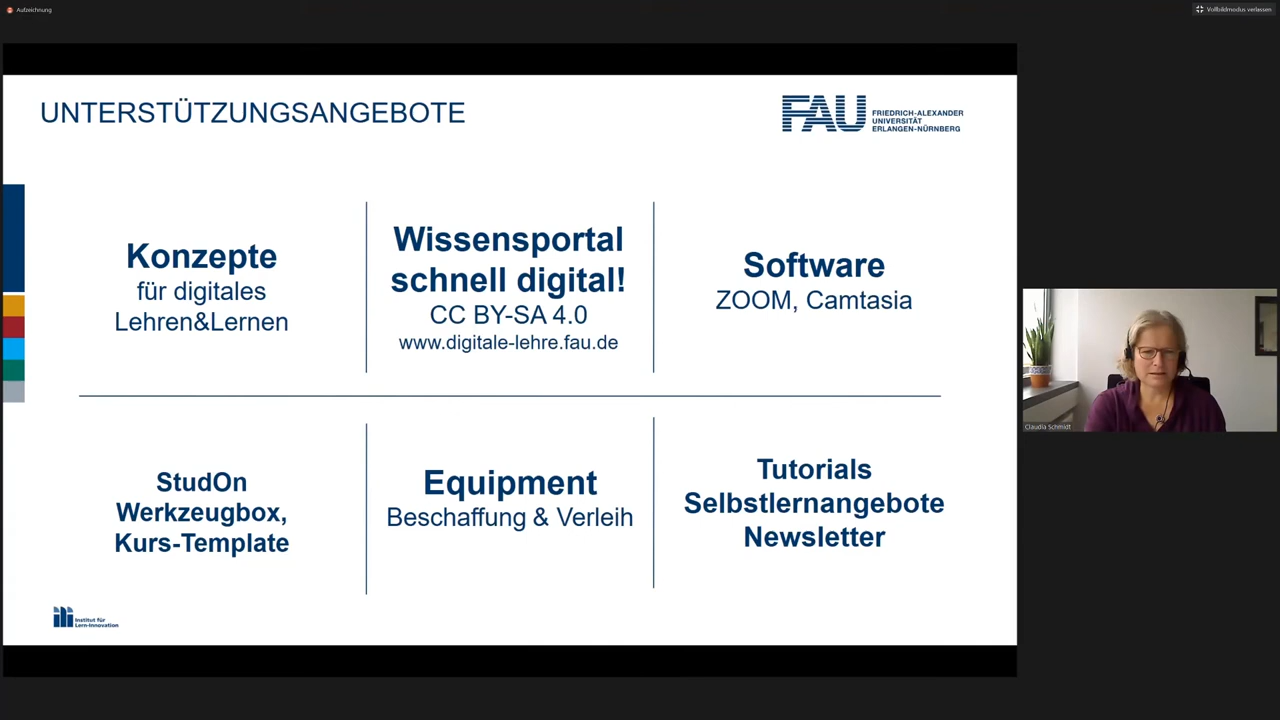 Aufzeichnung
Vollbildmodus verlassen
UNTERSTÜTZUNGSANGEBOTE
FAU
FRIEDRICH-ALEXANDER
UNIVERSITÄT
ERLANGEN-NÜRNBERG
Konzepte
für digitales
Lehren&Lernen
Wissensportal
schnell digital!
CC BY-SA 4.0
www.digitale-lehre.fau.de
Software
ZOOM, Camtasia
StudOn
Werkzeugbox,
Kurs-Template
Equipment
Beschaffung & Verleih
Tutorials
Selbstlernangebote
Newsletter
ili
Institut für
Lern-Innovation
Claudia Schmidt